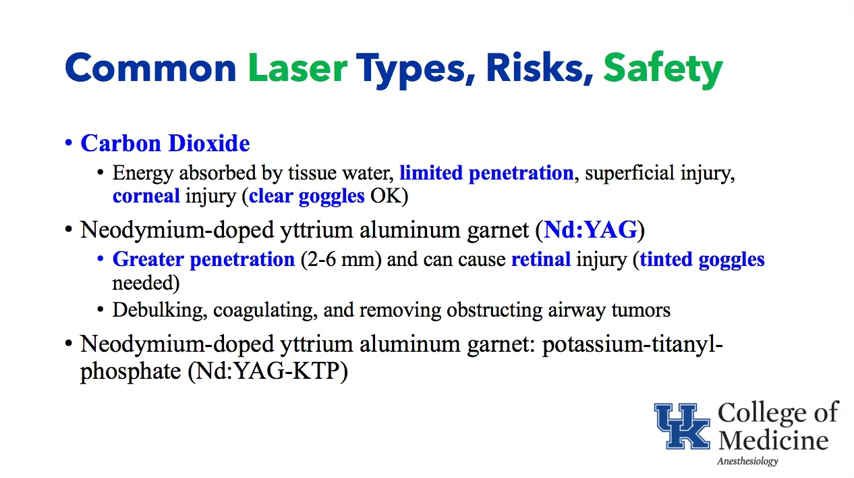 Common Laser Types, Risks, Safety
• Carbon Dioxide
• Energy absorbed by tissue water, limited penetration, superficial injury,
corneal injury (clear goggles OK)
• Neodymium-doped yttrium aluminum garnet (Nd:YAG)
• Greater penetration (2-6 mm) and can cause retinal injury (tinted goggles
needed)
• Debulking, coagulating, and removing obstructing airway tumors
• Neodymium-doped yttrium aluminum garnet: potassium-titanyl-
phosphate (Nd:YAG-KTP)
UK
College of
Medicine
Anesthesiology